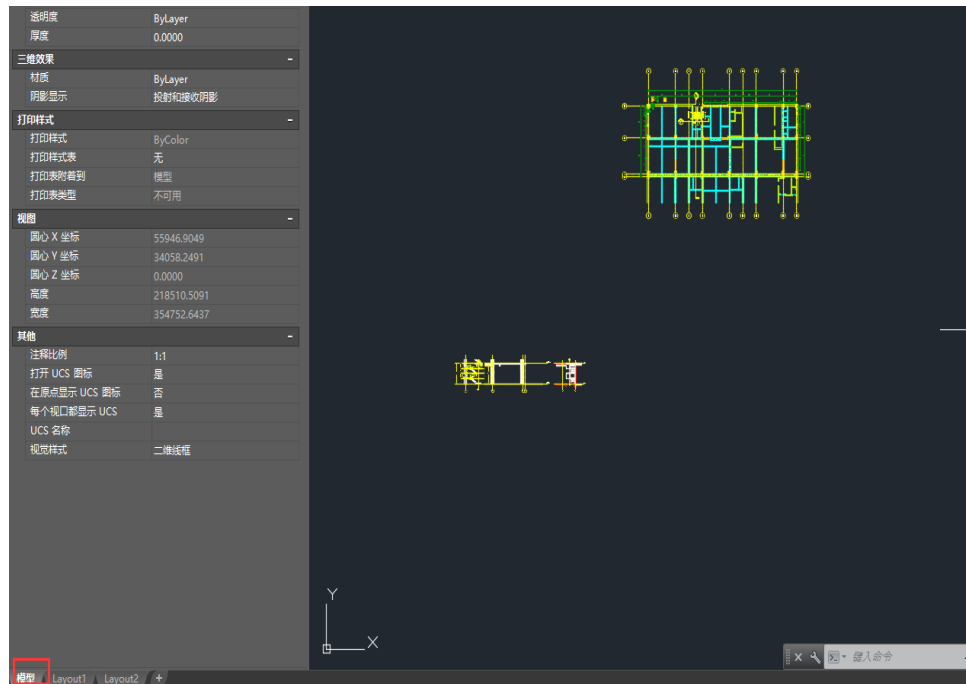 透明度 ByLayer
厚度 0.0000
三维效果 -
材质 ByLayer
阴影显示 投射和接收阴影
打印样式 -
打印样式 ByColor
打印样式表 无
打印表附着到 模型
打印表类型 不可用
视图 -
圆心 X 坐标 55946.9049
圆心 Y 坐标 34058.2491
圆心 Z 坐标 0.0000
高度 218510.5091
宽度 354752.6437
其他 -
注释比例 1:1
打开 UCS 图标 是
在原点显示 UCS 图标 否
每个视口都显示 UCS 是
UCS 名称
视觉样式 二维线框
Y
X
键入命令
模型 Layout1 Layout2 +